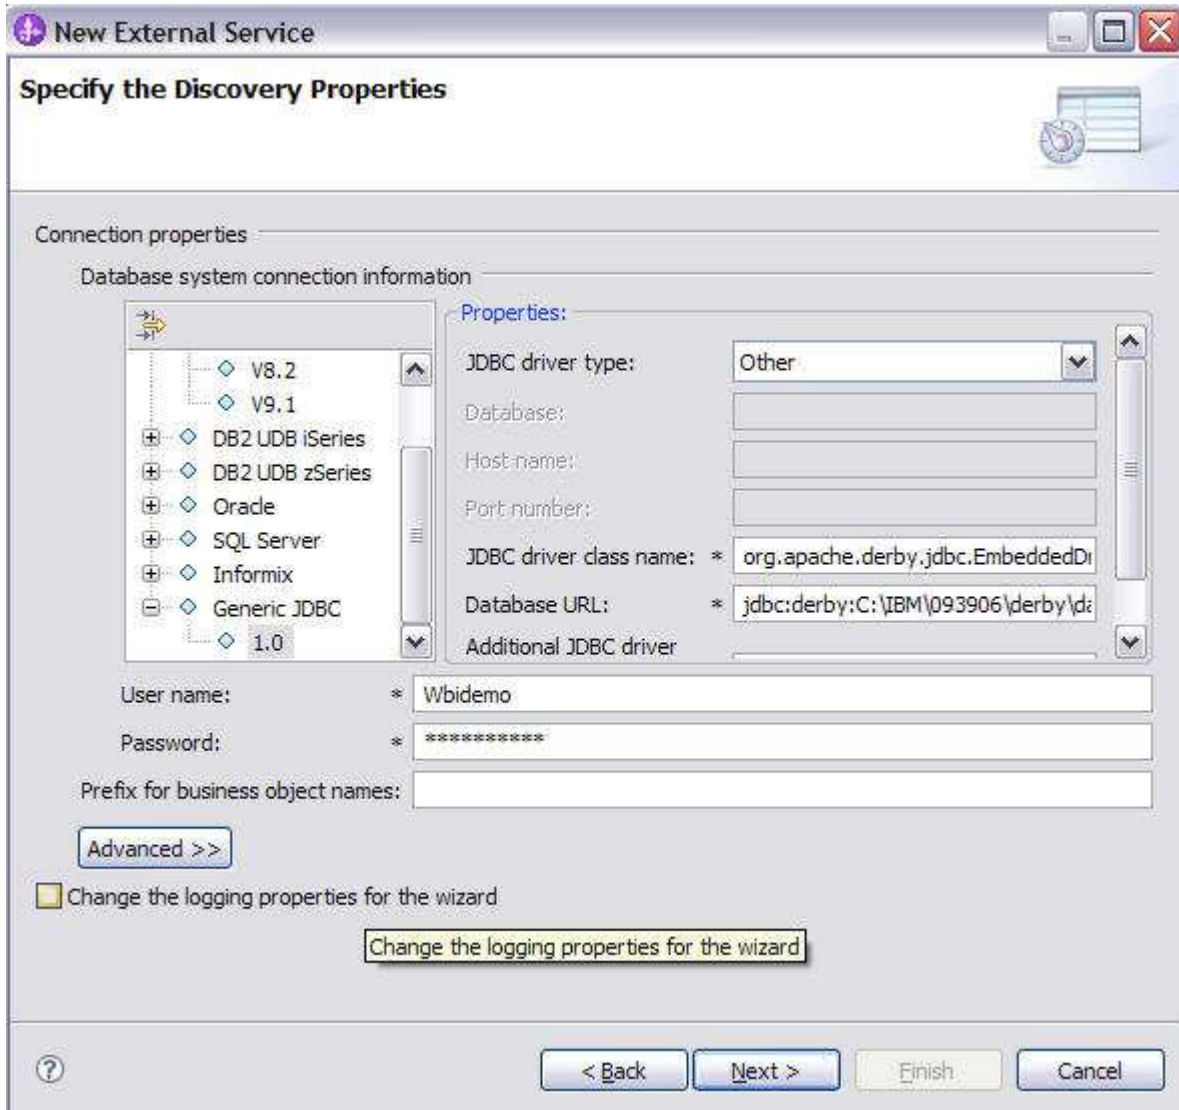 New External Service
Specify the Discovery Properties
Connection properties
Database system connection information
V8.2
V9.1
DB2 UDB iSeries
DB2 UDB zSeries
Oracle
SQL Server
Informix
Generic JDBC
1.0
Properties:
JDBC driver type: Other
Database:
Host name:
Port number:
JDBC driver class name: * org.apache.derby.jdbc.EmbeddedDr
Database URL: * jdbc:derby:C:\IBM\093906\derby\da
Additional JDBC driver
User name: * Wbidemo
Password: * **********
Prefix for business object names:
Advanced >>
Change the logging properties for the wizard
Change the logging properties for the wizard
? < Back Next > Finish Cancel